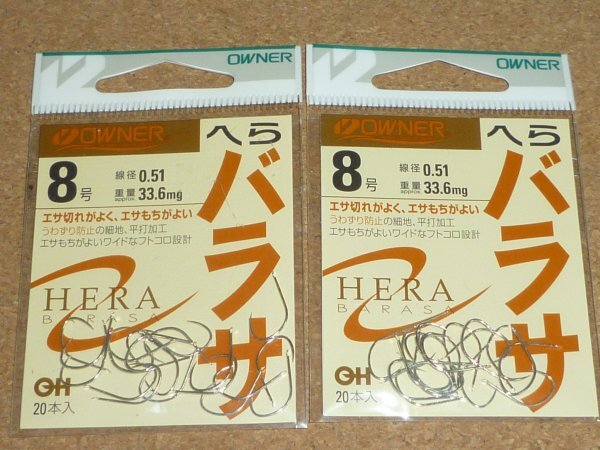 OWNER
OWNER
へら
バラサ
8号
線径 0.51
重量 approx. 33.6mg
エサ切れがよく、エサもちがよい
うわずり防止の細地、平打加工
エサもちがよいワイドなフトコロ設計
HERA
BARASA
OH
20本入
OWNER
OWNER
へら
バラサ
8号
線径 0.51
重量 approx. 33.6mg
エサ切れがよく、エサもちがよい
うわずり防止の細地、平打加工
エサもちがよいワイドなフトコロ設計
HERA
BARASA
OH
20本入